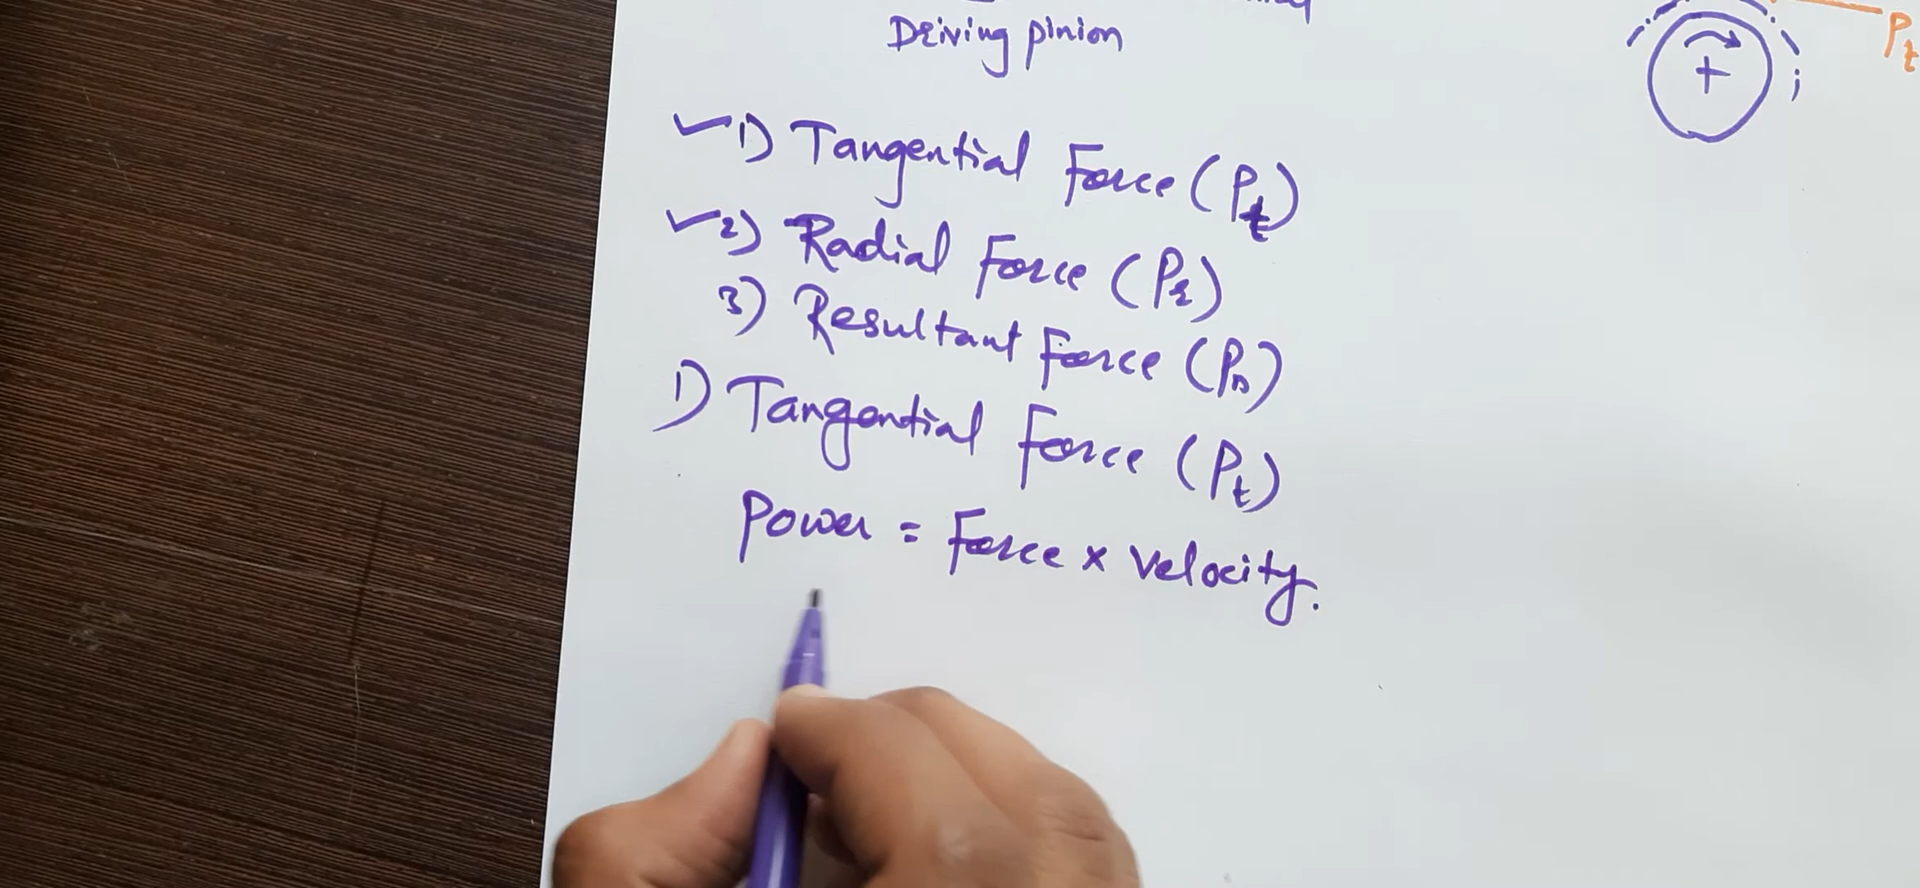 Driving pinion
Pt
1) Tangential Force (Pt)
2) Radial Force (Pr)
3) Resultant Force (Pn)
1) Tangential Force (Pt)
Power = Force × Velocity.